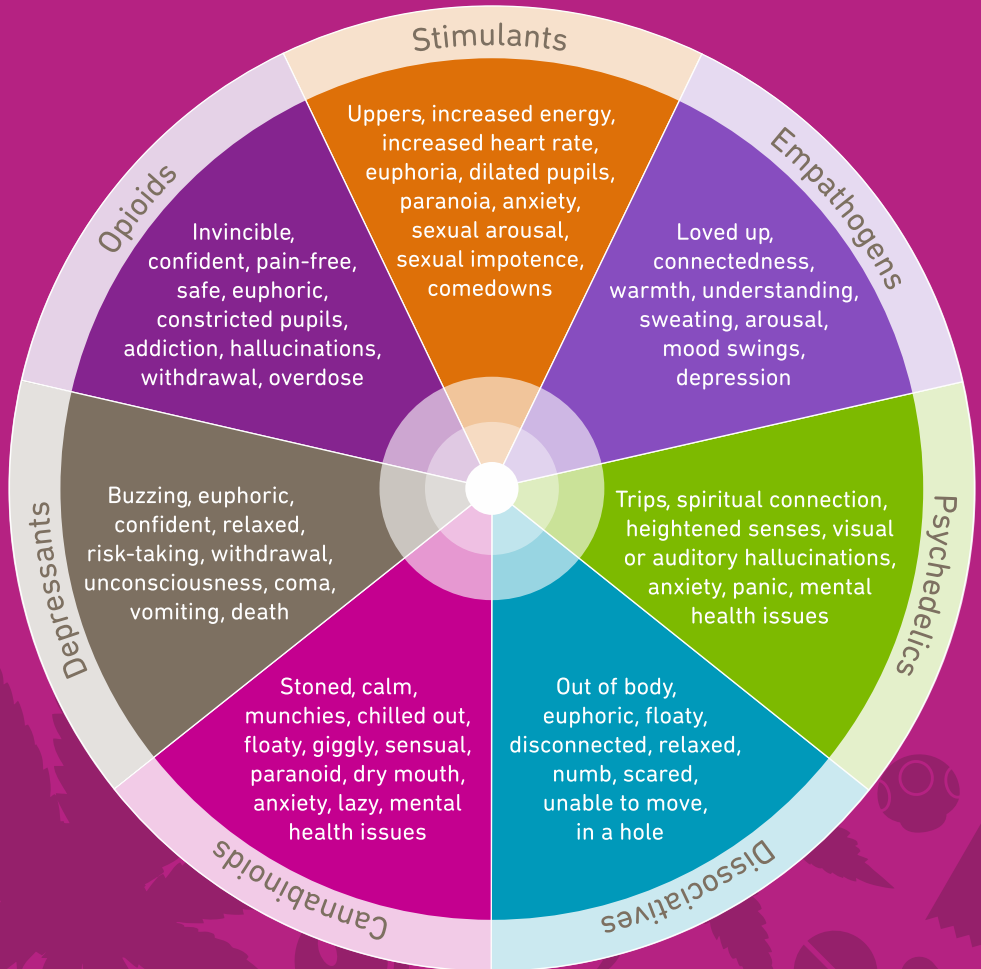 Stimulants
Uppers, increased energy,
increased heart rate,
euphoria, dilated pupils,
paranoia, anxiety,
sexual arousal,
sexual impotence,
comedowns
Empathogens
Loved up,
connectedness,
warmth, understanding,
sweating, arousal,
mood swings,
depression
Psychedelics
Trips, spiritual connection,
heightened senses, visual
or auditory hallucinations,
anxiety, panic, mental
health issues
Dissociatives
Out of body,
euphoric, floaty,
disconnected, relaxed,
numb, scared,
unable to move,
in a hole
Cannabinoids
Stoned, calm,
munchies, chilled out,
floaty, giggly, sensual,
paranoid, dry mouth,
anxiety, lazy, mental
health issues
Depressants
Buzzing, euphoric,
confident, relaxed,
risk-taking, withdrawal,
unconsciousness, coma,
vomiting, death
Opioids
Invincible,
confident, pain-free,
safe, euphoric,
constricted pupils,
addiction, hallucinations,
withdrawal, overdose